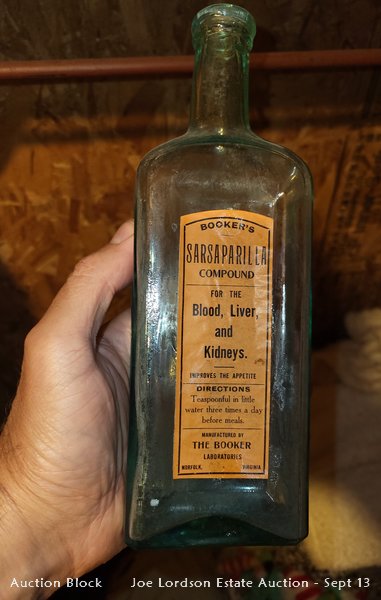 BOOKER'S
SARSAPARILLA
COMPOUND
FOR THE
Blood, Liver,
and
Kidneys.
IMPROVES THE APPETITE
DIRECTIONS
Teaspoonful in little
water three times a day
before meals.
MANUFACTURED BY
THE BOOKER
LABORATORIES
NORFOLK, VIRGINIA
Auction Block Joe Lordson Estate Auction - Sept 13